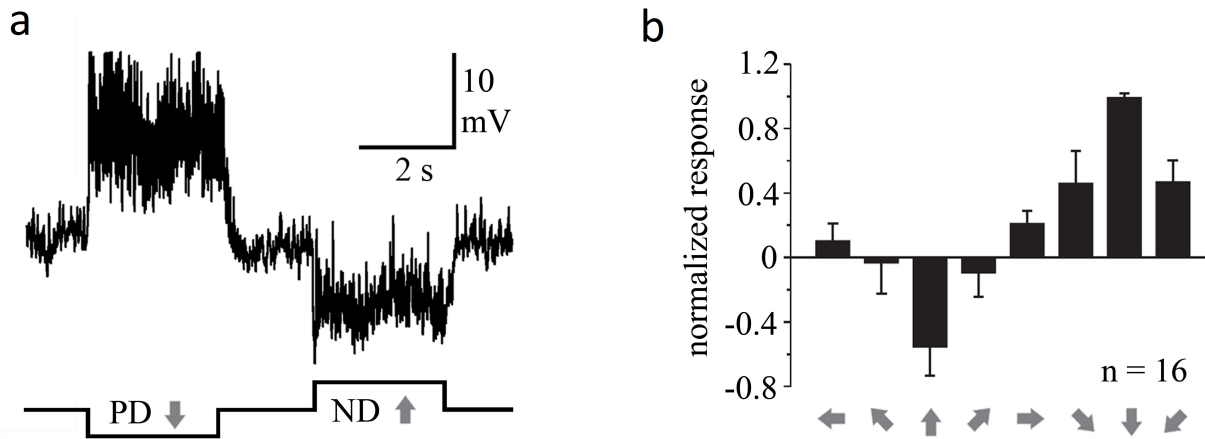 a
10
mV
2 s
PD
ND
b
normalized response
1.2
0.8
0.4
0
-0.4
-0.8
n = 16